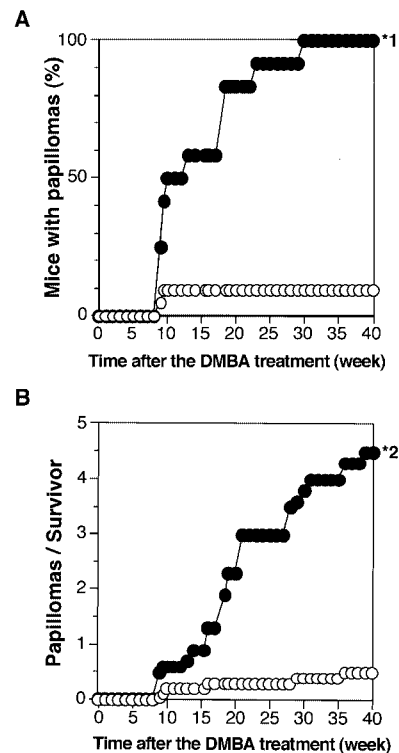 A
100
*1
Mice with papillomas (%)
50
0
0 5 10 15 20 25 30 35 40
Time after the DMBA treatment (week)
B
5
*2
4
Papillomas / Survivor
3
2
1
0
0 5 10 15 20 25 30 35 40
Time after the DMBA treatment (week)